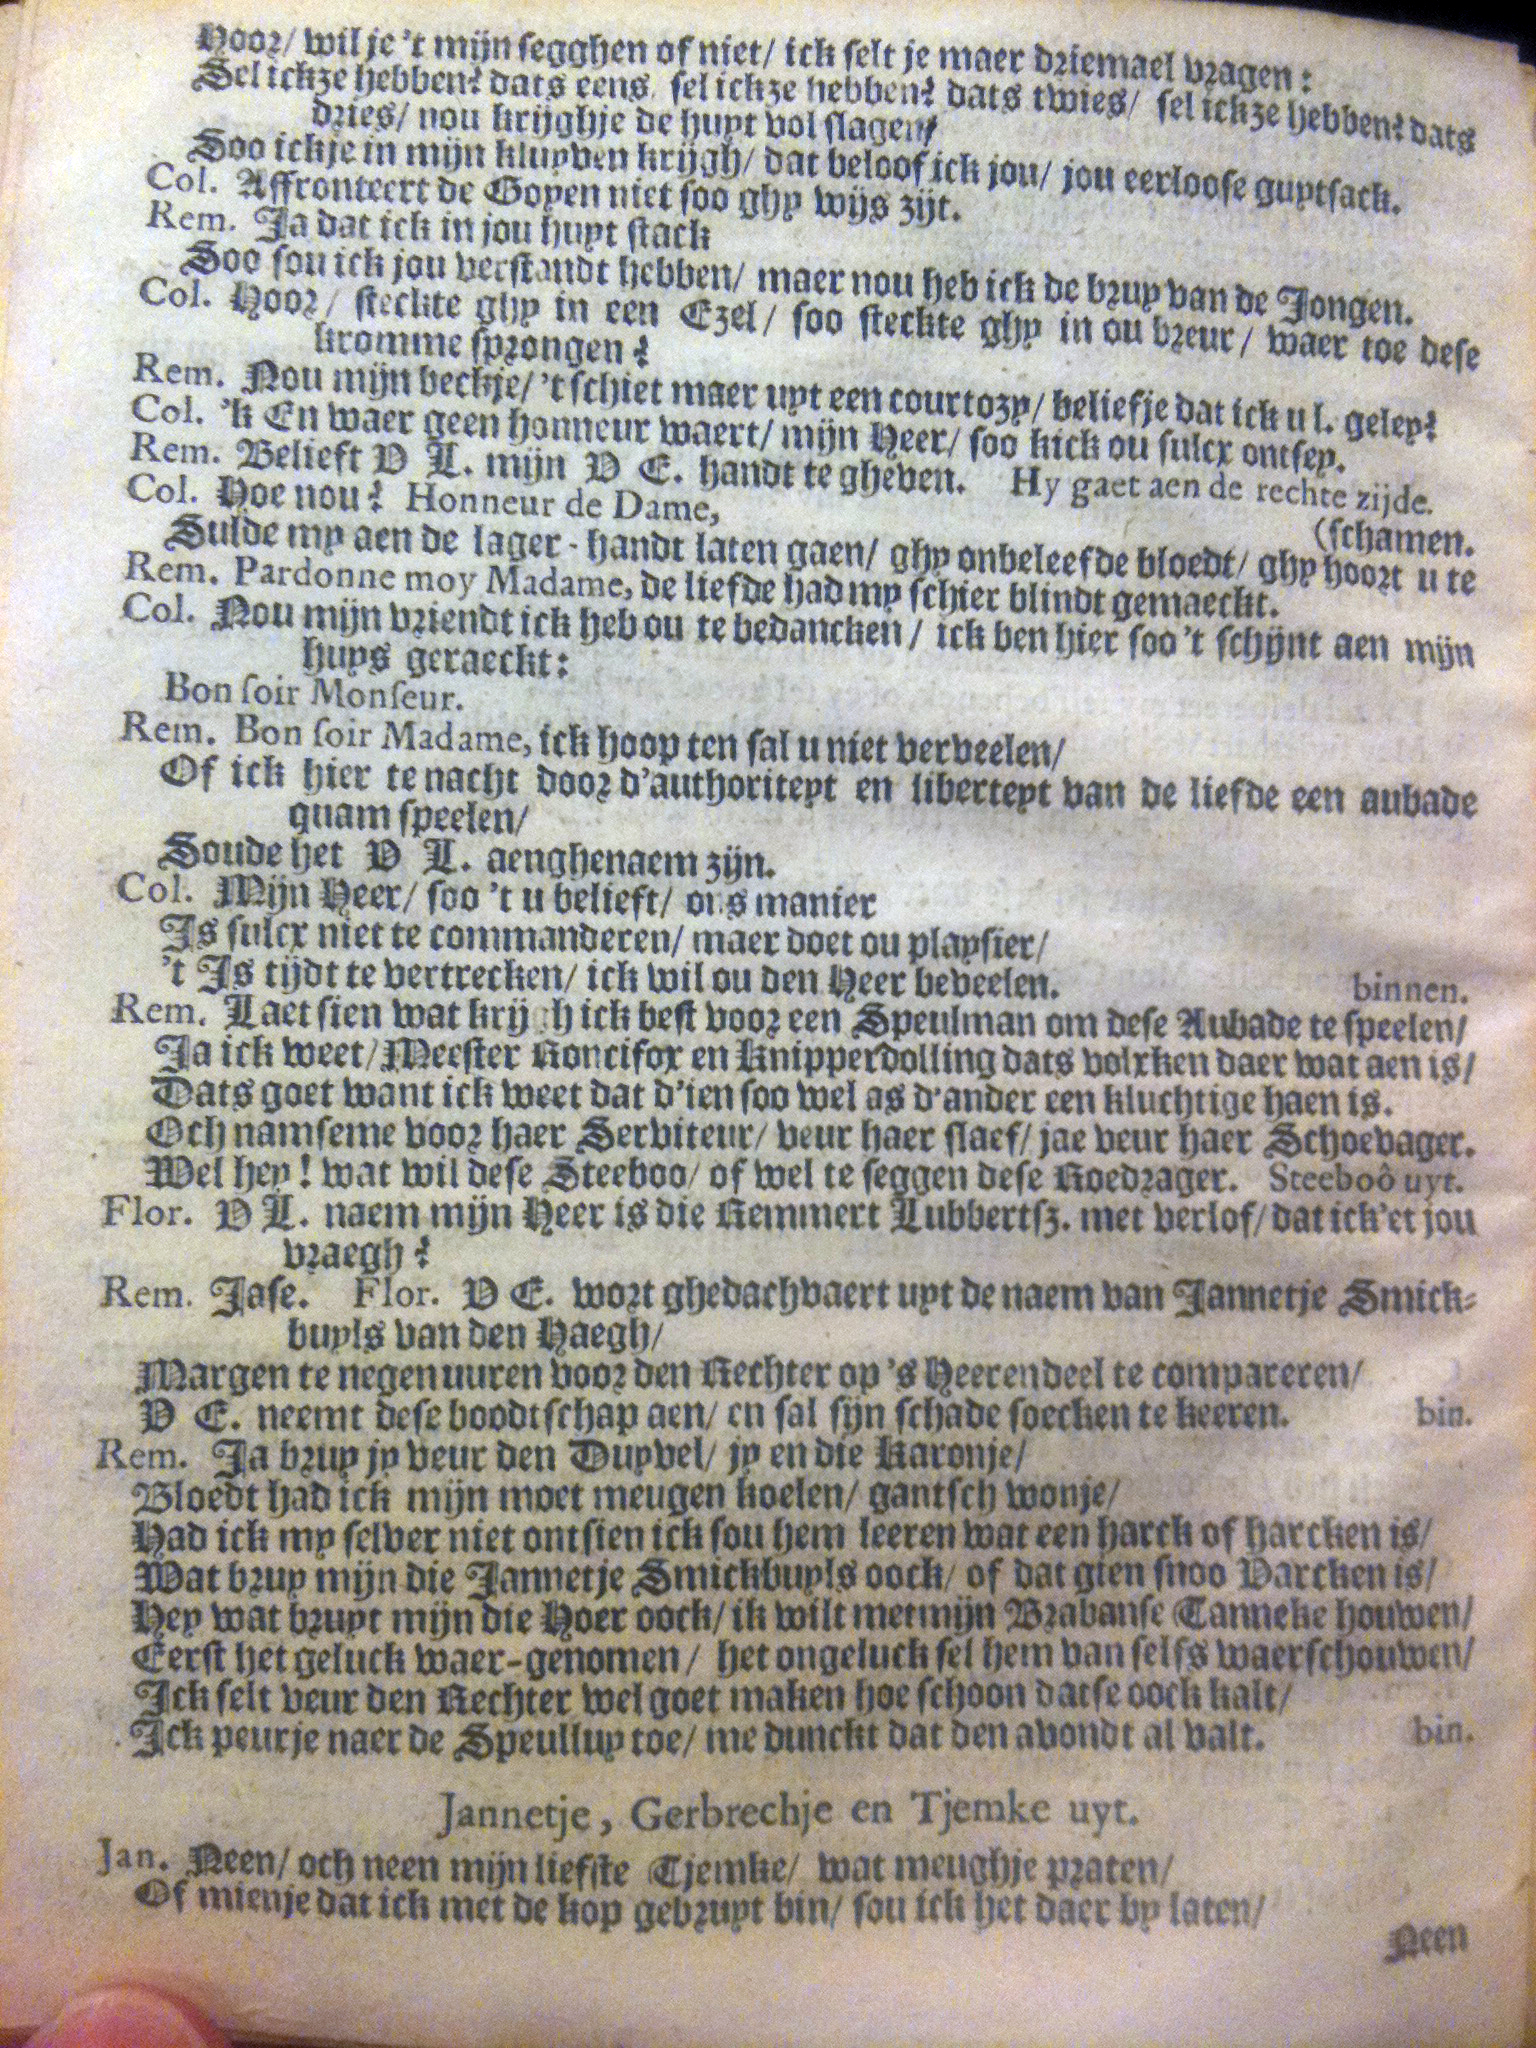 Hoor/ wil je 't mijn segghen of niet/ ick selt je maer driemael vragen:
Sel ickze hebben? dats eens, sel ickze hebben? dats twies/ sel ickze hebben? dats
dries/ nou krijghje de huyt vol slagen/
Soo ickje in mijn kluyven krijgh/ dat beloof ick jou/ jou eerloose guytsack.
Col. Affronteert de Goyen niet soo ghy wijs zijt.
Rem. Ja dat ick in jou huyt stack
Soo sou ick jou verstandt hebben/ maer nou heb ick de bruy van de Jongen.
Col. Hoor/ steckte ghy in een Ezel/ soo steckte ghy in ou breur/ waer toe dese
kromme sprongen?
Rem. Nou mijn beckje/ 't schiet maer uyt een courtozy/ beliefje dat ick u l. geley?
Col. 'k En waer geen honneur waert/ mijn Heer/ soo kick ou sulcx ontsey.
Rem. Belieft V L. mijn V E. handt te gheven. Hy gaet aen de rechte zijde.
Col. Hoe nou? Honneur de Dame,
(schamen.
Sulde my aen de lager-handt laten gaen/ ghy onbeleefde bloedt/ ghy hoort u te
Rem. Pardonne moy Madame, de liefde had my schier blindt gemaeckt.
Col. Nou mijn vriendt ick heb ou te bedancken/ ick ben hier soo 't schijnt aen mijn
huys geraeckt:
Bon soir Monseur.
Rem. Bon soir Madame, ick hoop ten sal u niet verveelen/
Of ick hier te nacht door d'authoriteyt en liberteyt van de liefde een aubade
quam speelen/
Soude het V L. aenghenaem zijn.
Col. Mijn Heer/ soo 't u belieft/ ons manier
Is sulcx niet te commanderen/ maer doet ou playsier/
't Is tijdt te vertrecken/ ick wil ou den Heer beveelen. binnen.
Rem. Laet sien wat krijgh ick best voor een Speulman om dese Aubade te speelen/
Ja ick weet/ Meester Roncifox en Knipperdolling dats volxken daer wat aen is/
Dats goet want ick weet dat d'ien soo wel as d'ander een kluchtige haen is.
Och namseme voor haer Serviteur/ veur haer slaef/ jae veur haer Schoevager.
Wel hey! wat wil dese Steeboo/ of wel te seggen dese Roedrager. Steeboô uyt.
Flor. V L. naem mijn Heer is die Remmert Lubbertsz. met verlof/ dat ick'et jou
vraegh?
Rem. Jase. Flor. V E. wort ghedachvaert uyt de naem van Jannetje Smick-
buyls van den Haegh/
Margen te negen uuren voor den Rechter op 's Heerendeel te compareren/
V E. neemt dese boodtschap aen/ en sal sijn schade soecken te keeren. bin.
Rem. Ja bruy jy veur den Duyvel/ jy en die Karonje/
Bloedt had ick mijn moet meugen koelen/ gantsch wonje/
Had ick my selver niet ontsien ick sou hem leeren wat een harck of harcken is/
Wat bruy mijn die Jannetje Smickbuyls oock/ of dat gien snoo Varcken is/
Hey wat bruyt mijn die Hoer oock/ ik wilt met mijn Brabanse Tanneke houwen/
Eerst het geluck waer-genomen/ het ongeluck sel hem van selfs waerschouwen/
Ick selt veur den Rechter wel goet maken hoe schoon datse oock kalt/
Ick peurje naer de Speulluy toe/ me dunckt dat den avondt al valt. bin.
Jannetje, Gerbrechje en Tjemke uyt.
Jan. Neen/ och neen mijn liefste Tjemke/ wat meughje praten/
Of mienje dat ick met de kop gebruyt bin/ sou ick het daer by laten/
Neen